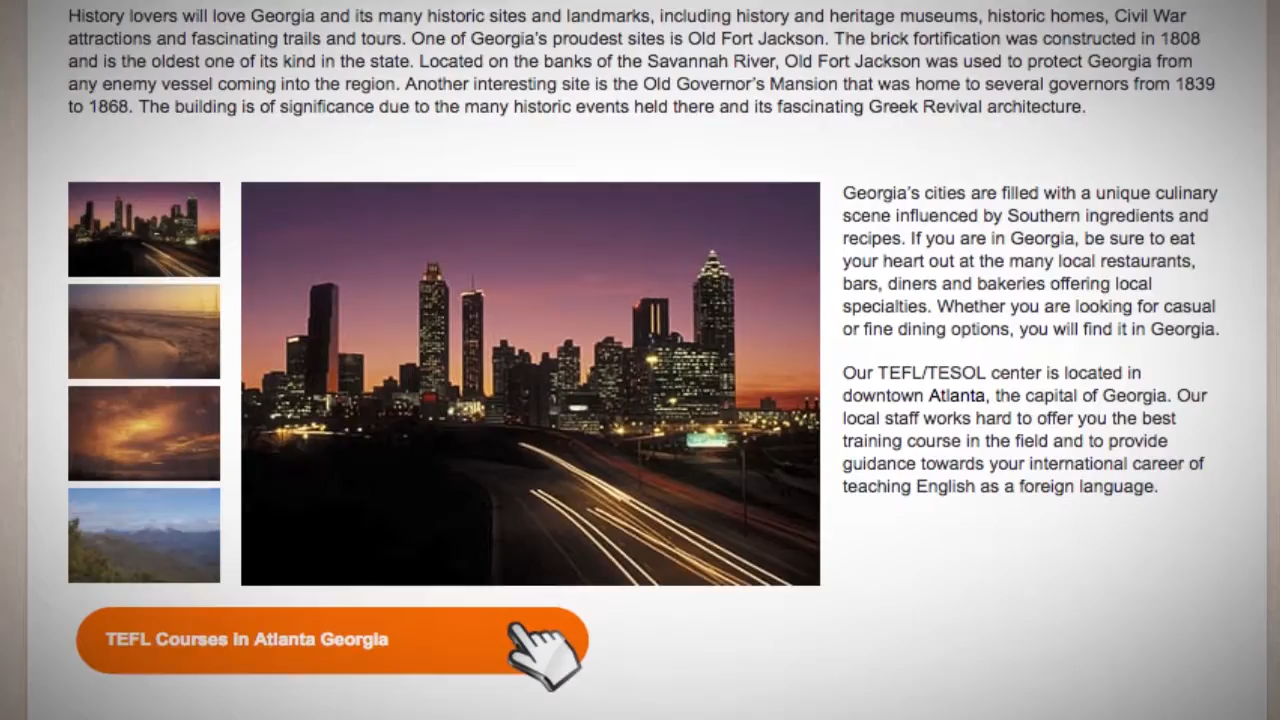 History lovers will love Georgia and its many historic sites and landmarks, including history and heritage museums, historic homes, Civil War
attractions and fascinating trails and tours. One of Georgia's proudest sites is Old Fort Jackson. The brick fortification was constructed in 1808
and is the oldest one of its kind in the state. Located on the banks of the Savannah River, Old Fort Jackson was used to protect Georgia from
any enemy vessel coming into the region. Another interesting site is the Old Governor's Mansion that was home to several governors from 1839
to 1868. The building is of significance due to the many historic events held there and its fascinating Greek Revival architecture.
Georgia's cities are filled with a unique culinary
scene influenced by Southern ingredients and
recipes. If you are in Georgia, be sure to eat
your heart out at the many local restaurants,
bars, diners and bakeries offering local
specialties. Whether you are looking for casual
or fine dining options, you will find it in Georgia.
Our TEFL/TESOL center is located in
downtown Atlanta, the capital of Georgia. Our
local staff works hard to offer you the best
training course in the field and to provide
guidance towards your international career of
teaching English as a foreign language.
TEFL Courses in Atlanta Georgia